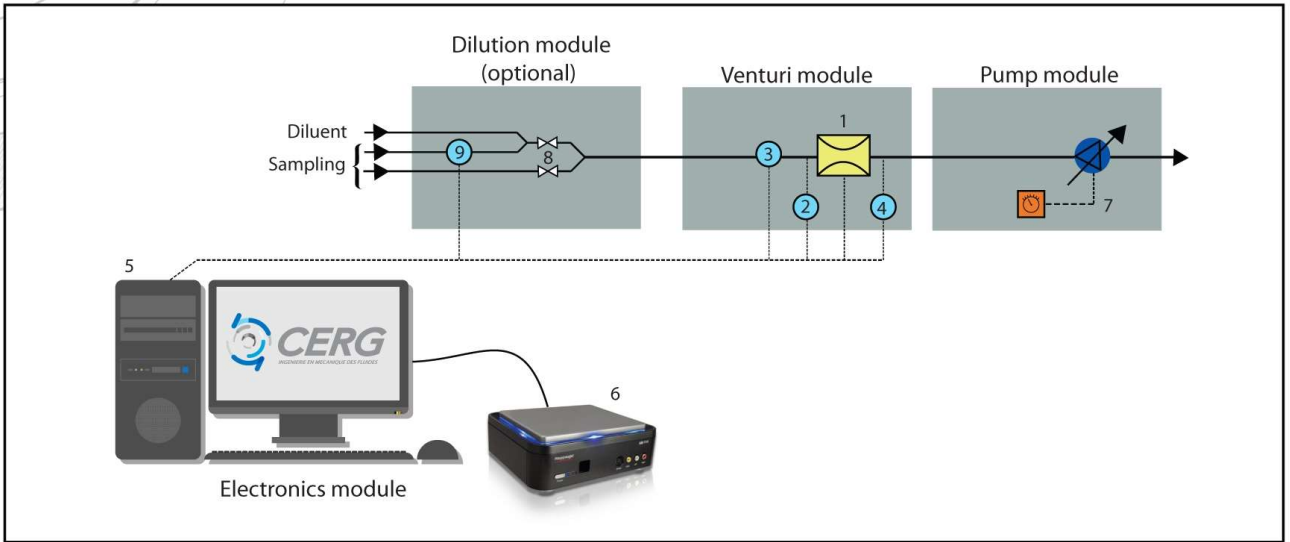 Dilution module
(optional)
Venturi module
Pump module
Diluent
Sampling
9
8
3
1
2
4
7
5
CERG
INGENIERIE EN MECANIQUE DES FLUIDES
6
Electronics module